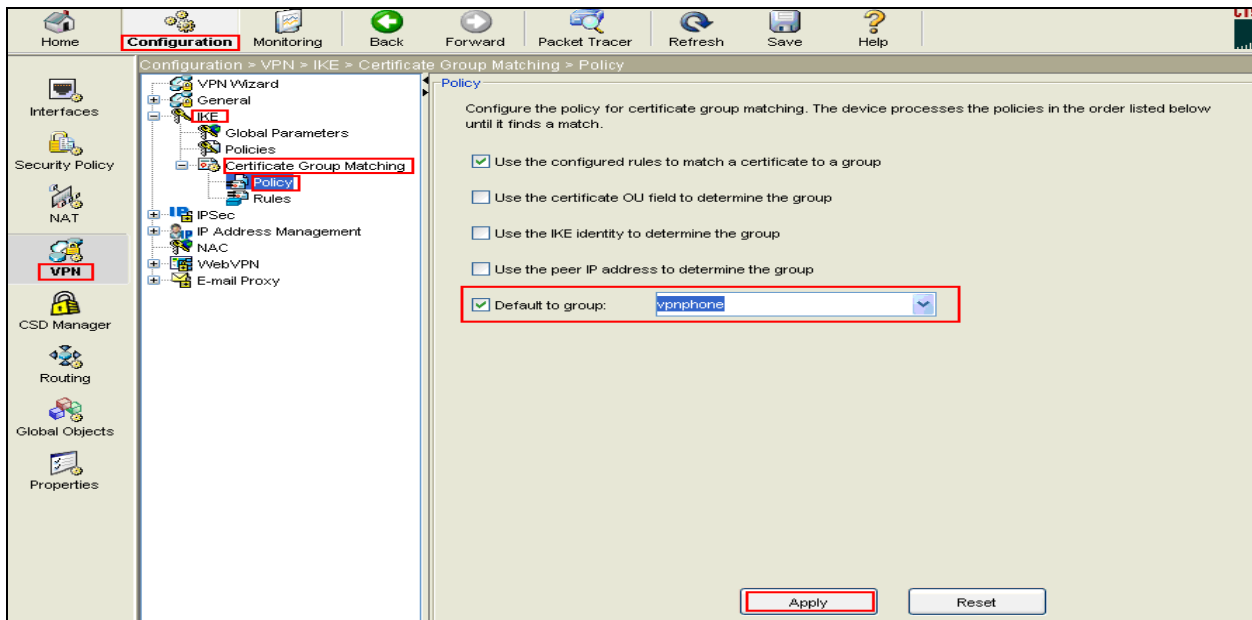 Home
Configuration
Monitoring
Back
Forward
Packet Tracer
Refresh
Save
Help
Configuration > VPN > IKE > Certificate Group Matching > Policy
Interfaces
Security Policy
NAT
VPN
CSD Manager
Routing
Global Objects
Properties
VPN Wizard
General
IKE
Global Parameters
Policies
Certificate Group Matching
Policy
Rules
IPSec
IP Address Management
NAC
WebVPN
E-mail Proxy
Policy
Configure the policy for certificate group matching. The device processes the policies in the order listed below
until it finds a match.
Use the configured rules to match a certificate to a group
Use the certificate OU field to determine the group
Use the IKE identity to determine the group
Use the peer IP address to determine the group
Default to group: vpnphone
Apply
Reset